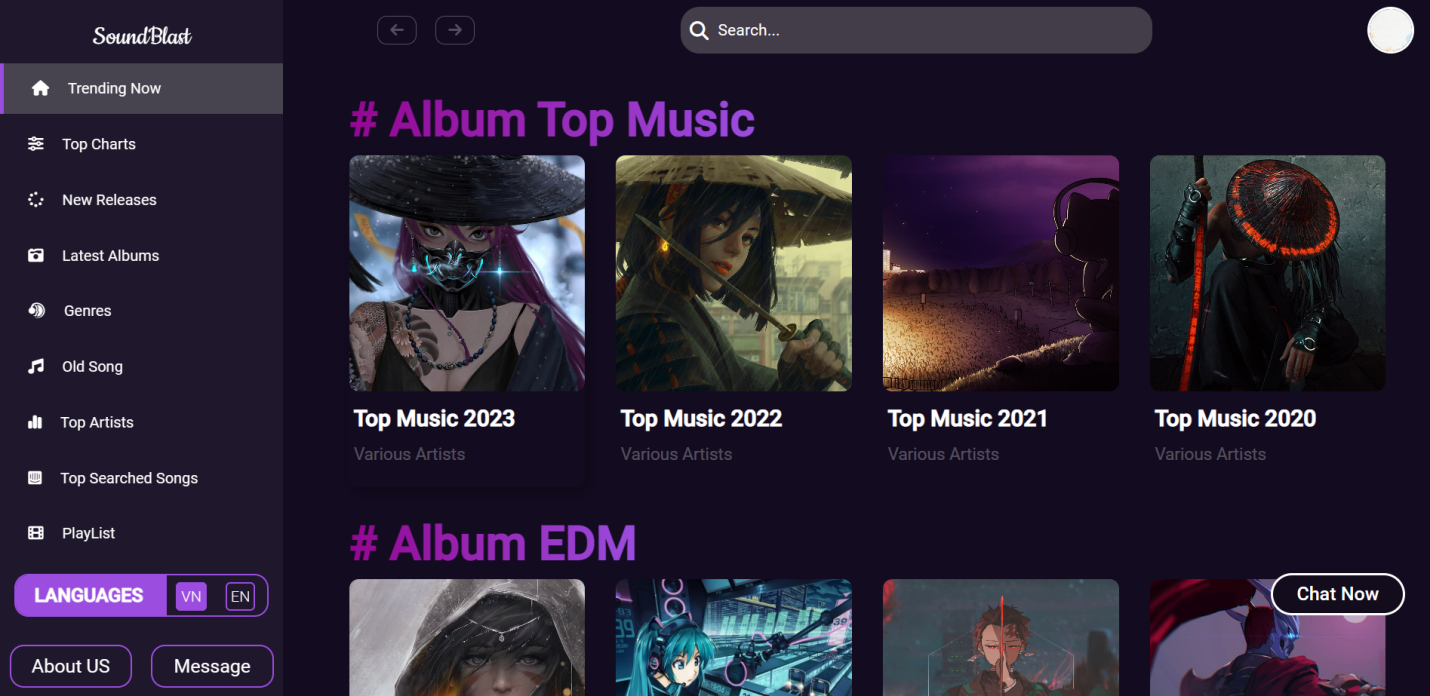 SoundBlast
Search...
Trending Now
Top Charts
New Releases
Latest Albums
Genres
Old Song
Top Artists
Top Searched Songs
PlayList
LANGUAGES VN EN
About US Message
# Album Top Music
Top Music 2023
Various Artists
Top Music 2022
Various Artists
Top Music 2021
Various Artists
Top Music 2020
Various Artists
# Album EDM
Chat Now